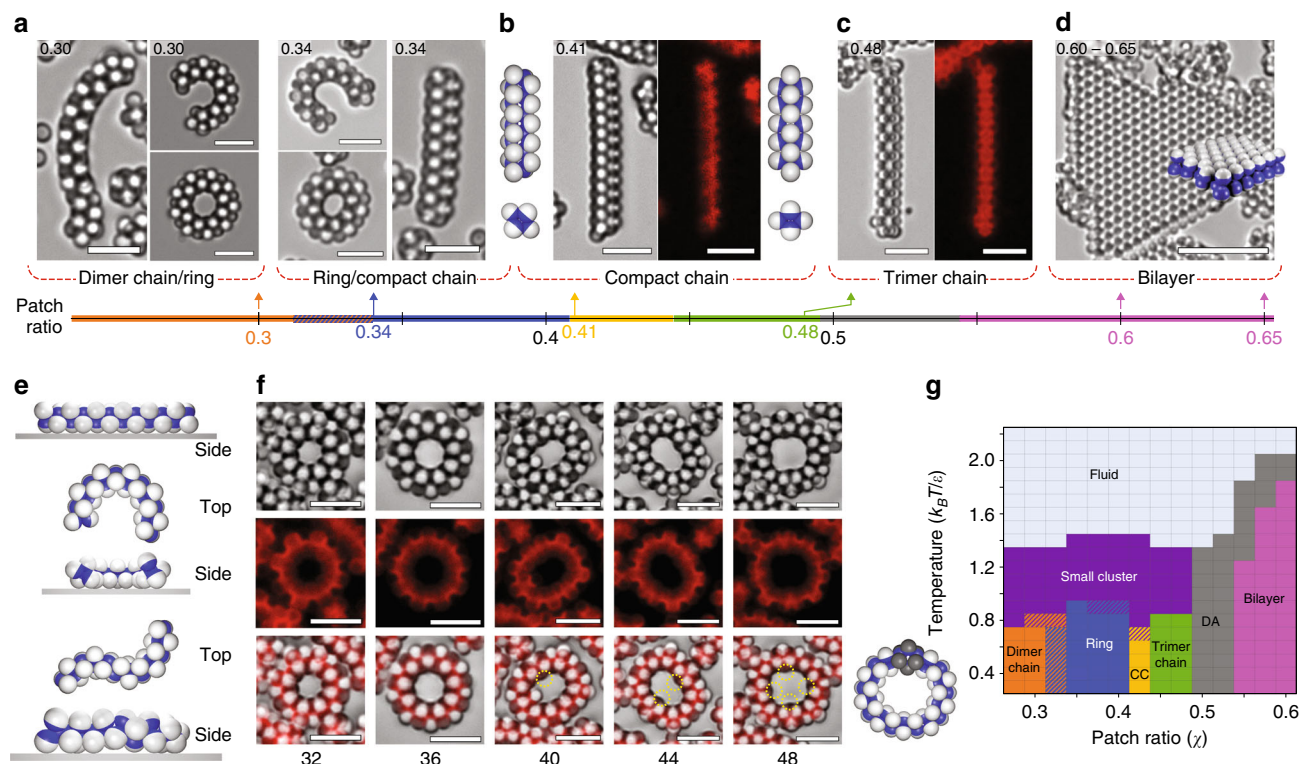 a
b
c
d
0.30
0.30
0.34
0.34
0.41
0.48
0.60 – 0.65
Dimer chain/ring
Ring/compact chain
Compact chain
Trimer chain
Bilayer
Patch
ratio
0.3
0.34
0.4
0.41
0.48
0.5
0.6
0.65
e
Side
Top
Side
Top
Side
f
32
36
40
44
48
g
Temperature (k_BT/ε)
2.0
1.6
1.2
0.8
0.4
Fluid
Small cluster
Dimer
chain
Ring
CC
Trimer
chain
DA
Bilayer
0.3
0.4
0.5
0.6
Patch ratio (χ)